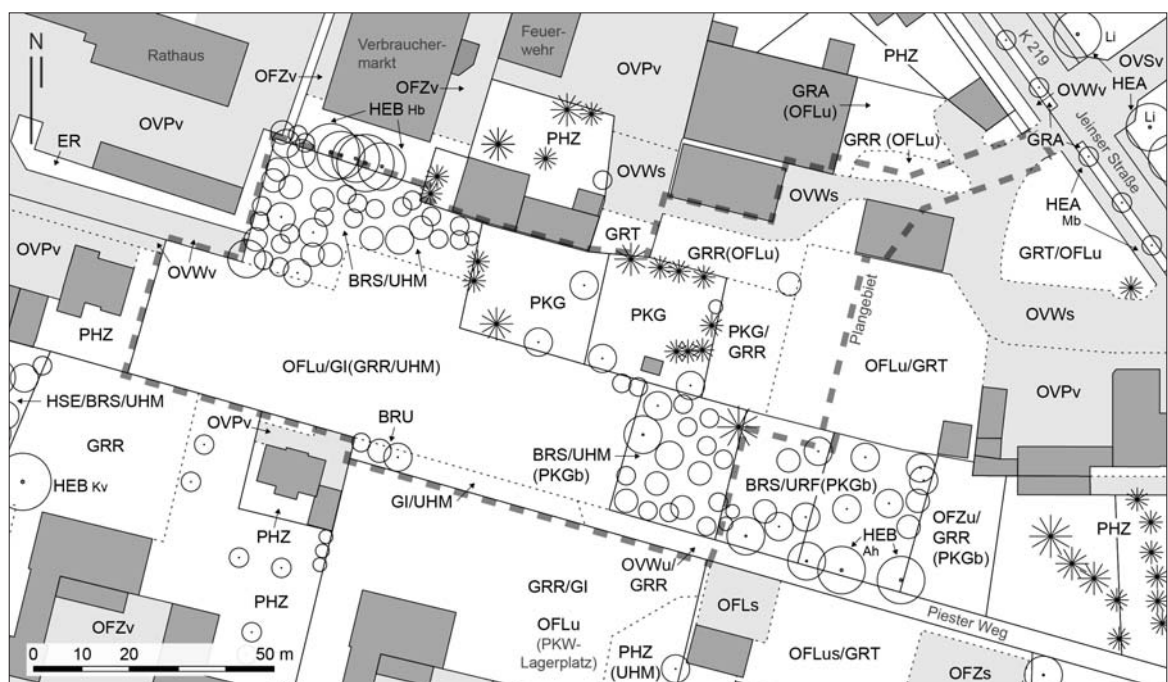 N
Rathaus
OFZv
Verbraucher-
markt
Feuer-
wehr
OVPv
PHZ
K 219
Li
HEA
OVSv
OFZv
HEB Hb
OVWv
Li
ER
OVPv
PHZ
GRA
(OFLu)
GRR (OFLu)
GRA
Jeinser Straße
OVWs
OVWs
HEA
Mb
GRT
GRR(OFLu)
GRT/OFLu
OVPv
OVWv
BRS/UHM
PKG
PKG
PKG/
GRR
Plangebiet
OVWs
PHZ
OFLu/GI(GRR/UHM)
OFLu/GRT
OVPv
HSE/BRS/UHM
GRR
OVPv
BRU
BRS/UHM
(PKGb)
BRS/URF(PKGb)
HEB Kv
GI/UHM
PHZ
OFZu/
GRR
(PKGb)
PHZ
HEB
Ah
OVWu/
GRR
PHZ
GRR/GI
OFLs
Piester Weg
OFZv
OFLu
(PKW-
Lagerplatz)
PHZ
(UHM)
OFLus/GRT
OFZs
0 10 20 30 50 m